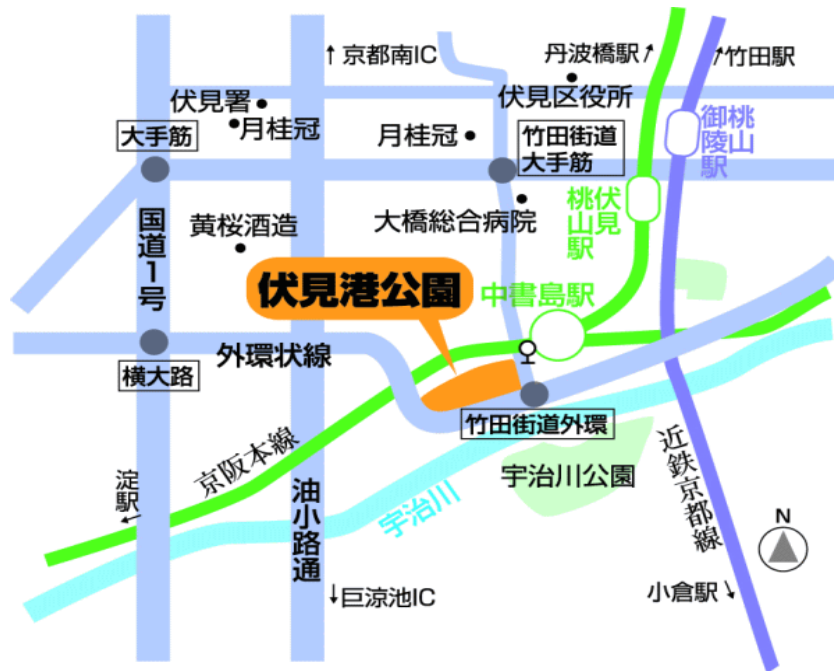 丹波橋駅
竹田駅
京都南IC
伏見署
伏見区役所
月桂冠
月桂冠
大手筋
竹田街道
大手筋
桃山
御陵駅
国道1号
黄桜酒造
大橋総合病院
伏見
桃山駅
伏見港公園
中書島駅
外環状線
横大路
竹田街道外環
京阪本線
宇治川公園
近鉄京都線
淀駅
油小路通
宇治川
N
巨涼池IC
小倉駅